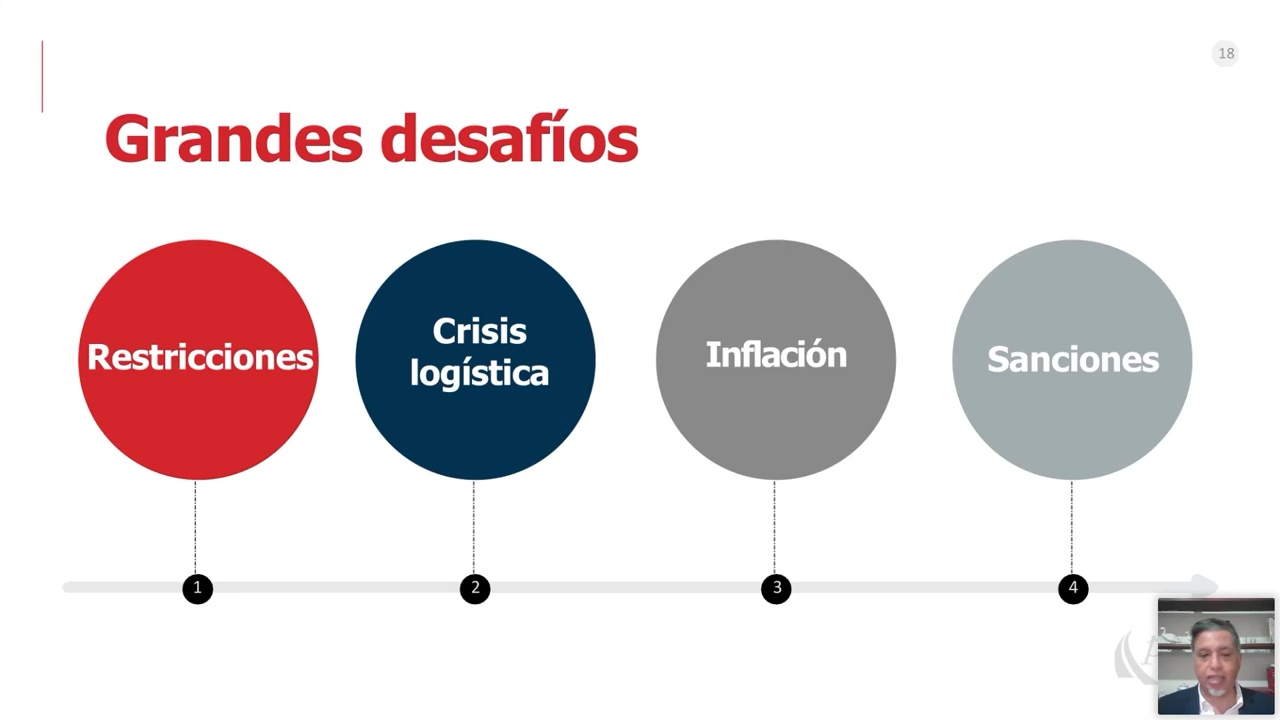 18
Grandes desafíos
Restricciones
Crisis
logística
Inflación
Sanciones
1
2
3
4